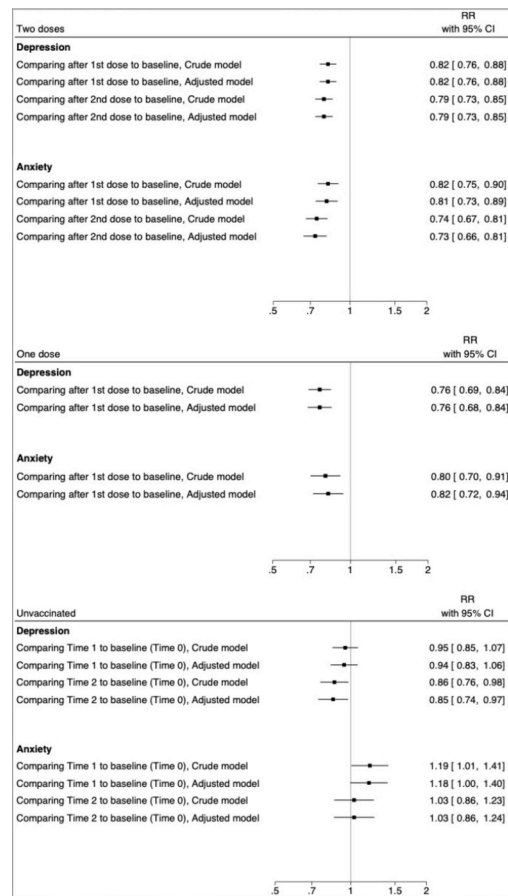 RR
Two doses with 95% CI
Depression
Comparing after 1st dose to baseline, Crude model 0.82 [ 0.76, 0.88]
Comparing after 1st dose to baseline, Adjusted model 0.82 [ 0.76, 0.88]
Comparing after 2nd dose to baseline, Crude model 0.79 [ 0.73, 0.85]
Comparing after 2nd dose to baseline, Adjusted model 0.79 [ 0.73, 0.85]
Anxiety
Comparing after 1st dose to baseline, Crude model 0.82 [ 0.75, 0.90]
Comparing after 1st dose to baseline, Adjusted model 0.81 [ 0.73, 0.89]
Comparing after 2nd dose to baseline, Crude model 0.74 [ 0.67, 0.81]
Comparing after 2nd dose to baseline, Adjusted model 0.73 [ 0.66, 0.81]
.5 .7 1 1.5 2
RR
One dose with 95% CI
Depression
Comparing after 1st dose to baseline, Crude model 0.76 [ 0.69, 0.84]
Comparing after 1st dose to baseline, Adjusted model 0.76 [ 0.68, 0.84]
Anxiety
Comparing after 1st dose to baseline, Crude model 0.80 [ 0.70, 0.91]
Comparing after 1st dose to baseline, Adjusted model 0.82 [ 0.72, 0.94]
.5 .7 1 1.5 2
RR
Unvaccinated with 95% CI
Depression
Comparing Time 1 to baseline (Time 0), Crude model 0.95 [ 0.85, 1.07]
Comparing Time 1 to baseline (Time 0), Adjusted model 0.94 [ 0.83, 1.06]
Comparing Time 2 to baseline (Time 0), Crude model 0.86 [ 0.76, 0.98]
Comparing Time 2 to baseline (Time 0), Adjusted model 0.85 [ 0.74, 0.97]
Anxiety
Comparing Time 1 to baseline (Time 0), Crude model 1.19 [ 1.01, 1.41]
Comparing Time 1 to baseline (Time 0), Adjusted model 1.18 [ 1.00, 1.40]
Comparing Time 2 to baseline (Time 0), Crude model 1.03 [ 0.86, 1.23]
Comparing Time 2 to baseline (Time 0), Adjusted model 1.03 [ 0.86, 1.24]
.5 .7 1 1.5 2